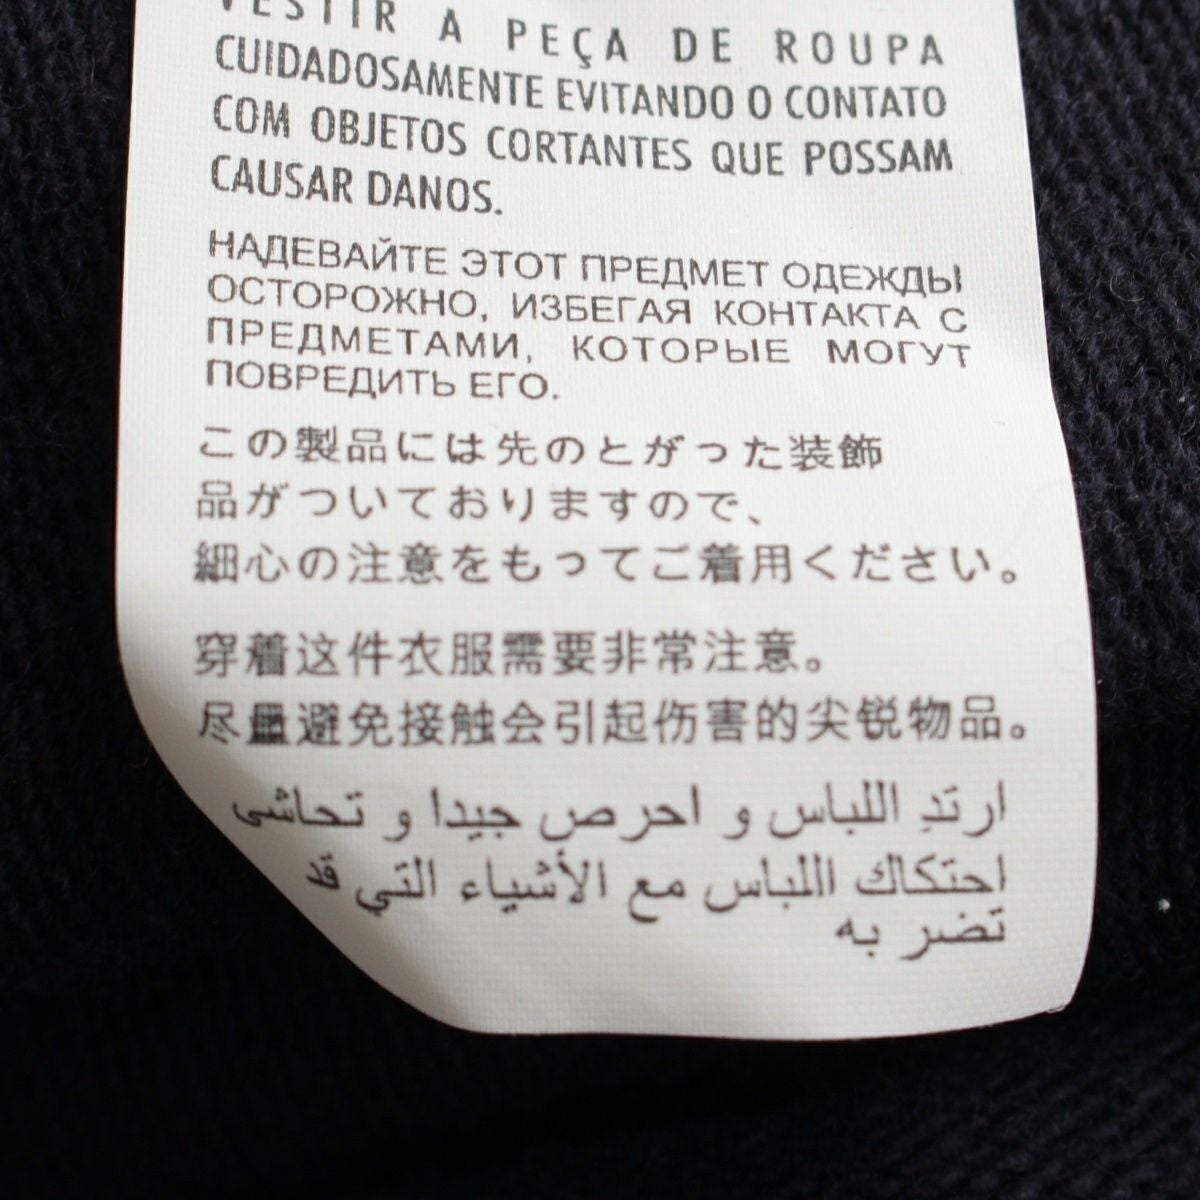 VESTIR A PEÇA DE ROUPA
CUIDADOSAMENTE EVITANDO O CONTATO
COM OBJETOS CORTANTES QUE POSSAM
CAUSAR DANOS.
НАДЕВАЙТЕ ЭТОТ ПРЕДМЕТ ОДЕЖДЫ
ОСТОРОЖНО, ИЗБЕГАЯ КОНТАКТА С
ПРЕДМЕТАМИ, КОТОРЫЕ МОГУТ
ПОВРЕДИТЬ ЕГО.
この製品には先のとがった装飾
品がついておりますので、
細心の注意をもってご着用ください。
穿着这件衣服需要非常注意。
尽量避免接触会引起伤害的尖锐物品。
ارتدِ اللباس و احرص جيدا و تحاشى
احتكاك اللباس مع الأشياء التي قد
تضر به